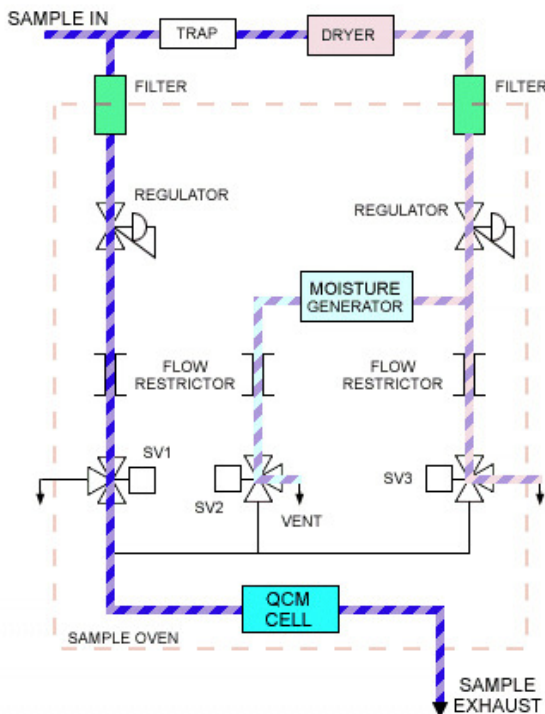 SAMPLE IN
TRAP
DRYER
FILTER
FILTER
REGULATOR
REGULATOR
MOISTURE
GENERATOR
FLOW
RESTRICTOR
FLOW
RESTRICTOR
SV1
SV2
SV3
VENT
QCM
CELL
SAMPLE OVEN
SAMPLE
EXHAUST